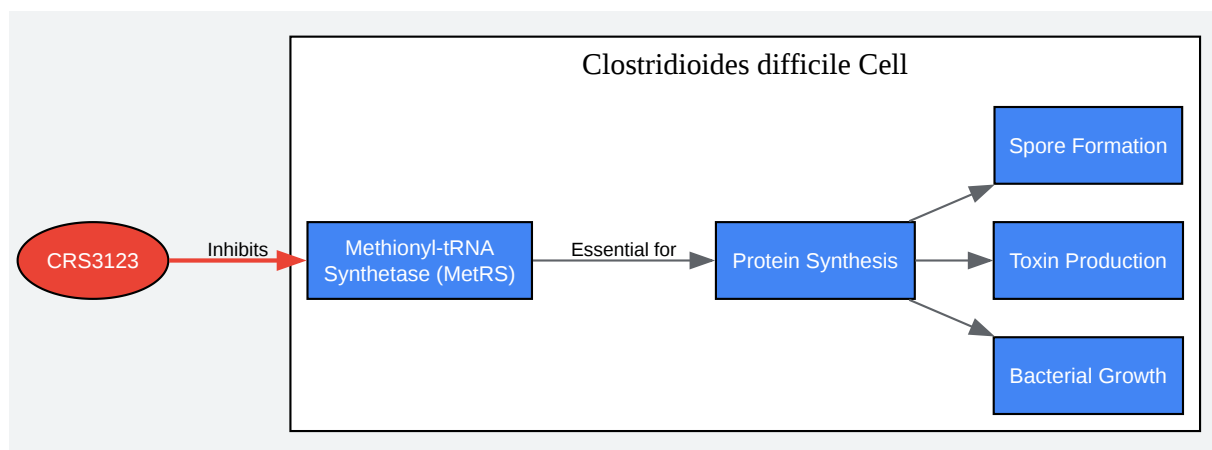 Clostridioides difficile Cell
CRS3123
Inhibits
Methionyl-tRNA
Synthetase (MetRS)
Essential for
Protein Synthesis
Spore Formation
Toxin Production
Bacterial Growth